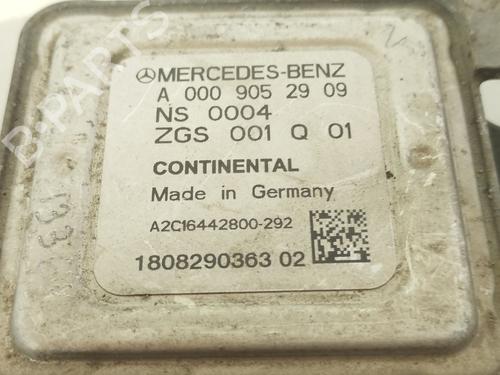 MERCEDES-BENZ
A 000 905 29 09
NS 0004
ZGS 001 Q 01
CONTINENTAL
Made in Germany
A2C16442800-292
1808290363 02